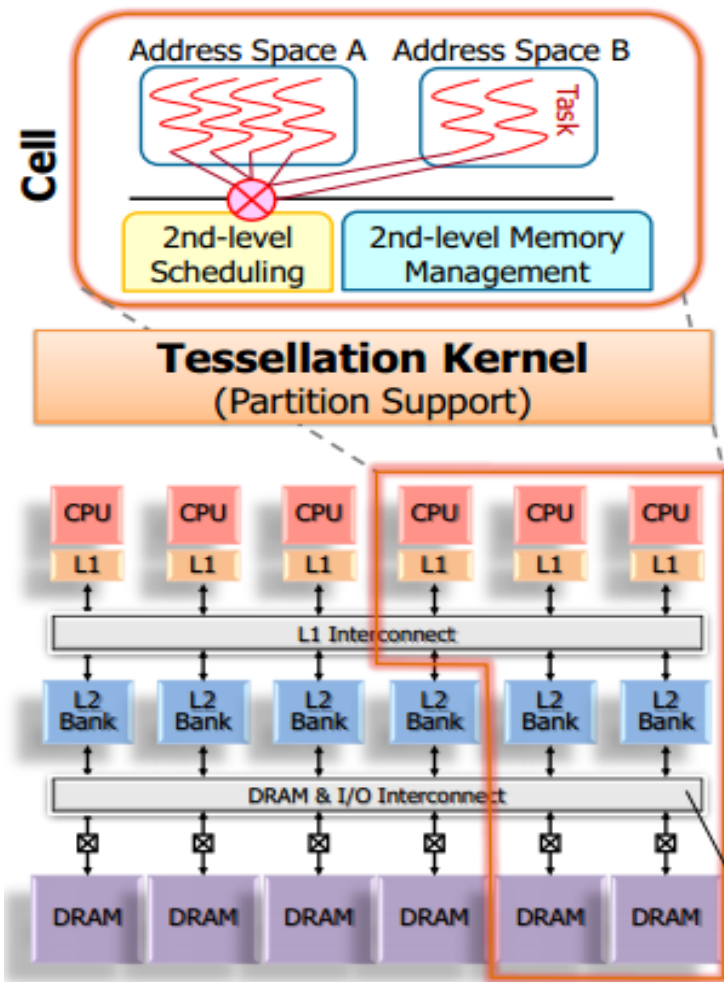 Address Space A Address Space B
Task
Cell
2nd-level
Scheduling
2nd-level Memory
Management
Tessellation Kernel
(Partition Support)
CPU CPU CPU CPU CPU CPU
L1 L1 L1 L1 L1 L1
L1 Interconnect
L2 L2 L2 L2 L2 L2
Bank Bank Bank Bank Bank Bank
DRAM & I/O Interconnect
DRAM DRAM DRAM DRAM DRAM DRAM